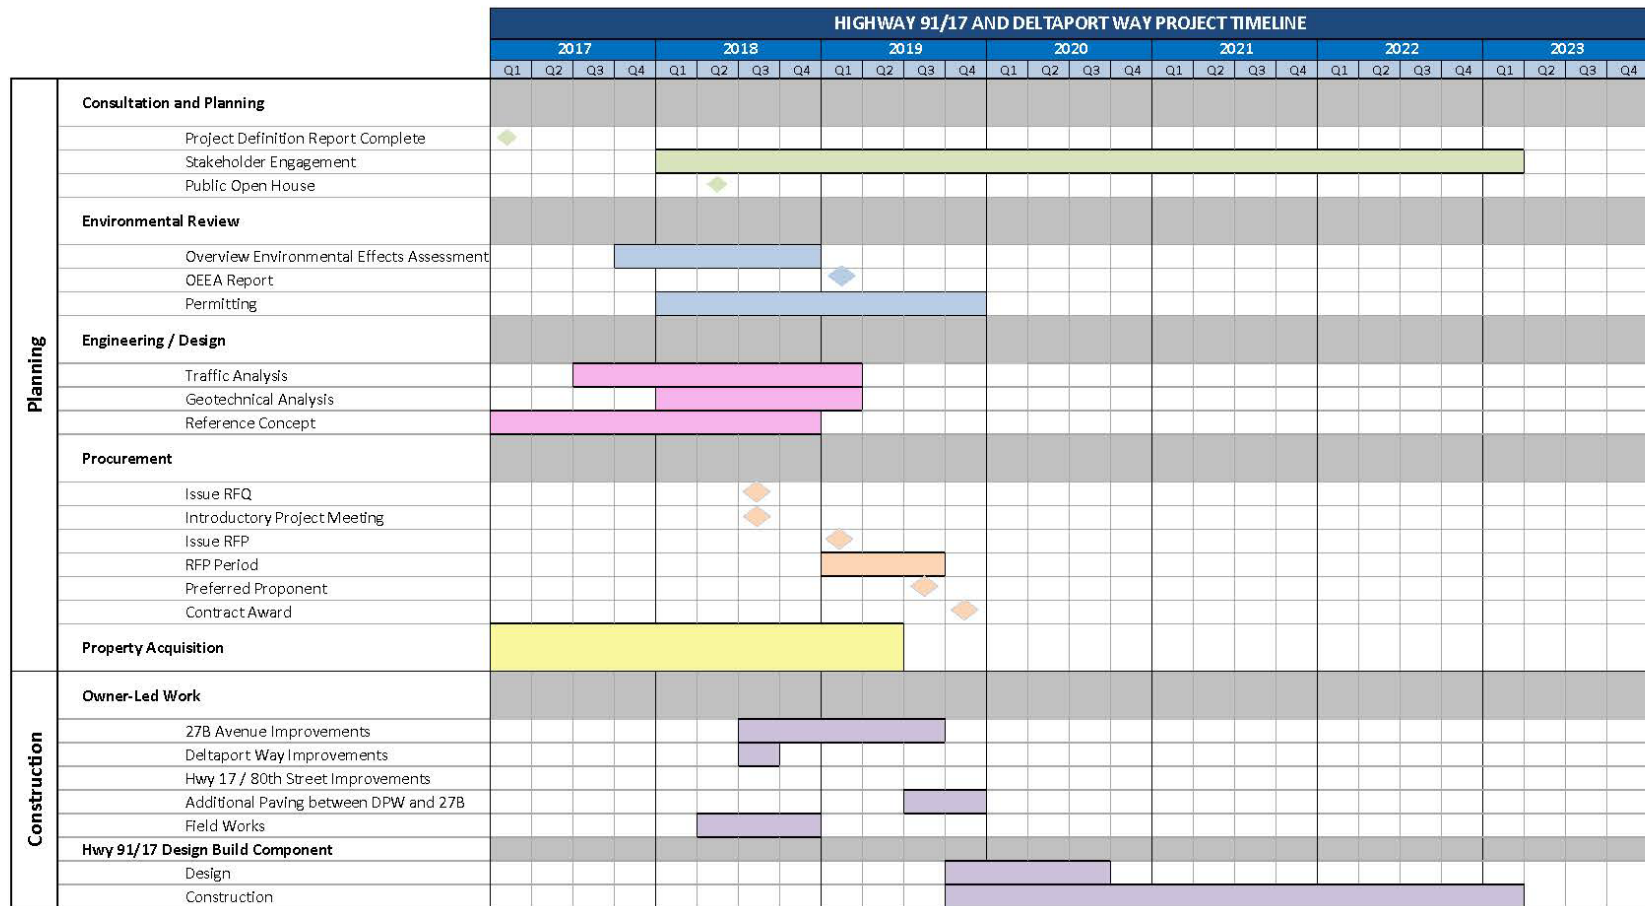 HIGHWAY 91/17 AND DELTAPORT WAY PROJECT TIMELINE
2017 2018 2019 2020 2021 2022 2023
Q1 Q2 Q3 Q4 Q1 Q2 Q3 Q4 Q1 Q2 Q3 Q4 Q1 Q2 Q3 Q4 Q1 Q2 Q3 Q4 Q1 Q2 Q3 Q4 Q1 Q2 Q3 Q4
Planning
Consultation and Planning
Project Definition Report Complete
Stakeholder Engagement
Public Open House
Environmental Review
Overview Environmental Effects Assessment
OEEA Report
Permitting
Engineering / Design
Traffic Analysis
Geotechnical Analysis
Reference Concept
Procurement
Issue RFQ
Introductory Project Meeting
Issue RFP
RFP Period
Preferred Proponent
Contract Award
Property Acquisition
Construction
Owner-Led Work
27B Avenue Improvements
Deltaport Way Improvements
Hwy 17 / 80th Street Improvements
Additional Paving between DPW and 27B
Field Works
Hwy 91/17 Design Build Component
Design
Construction